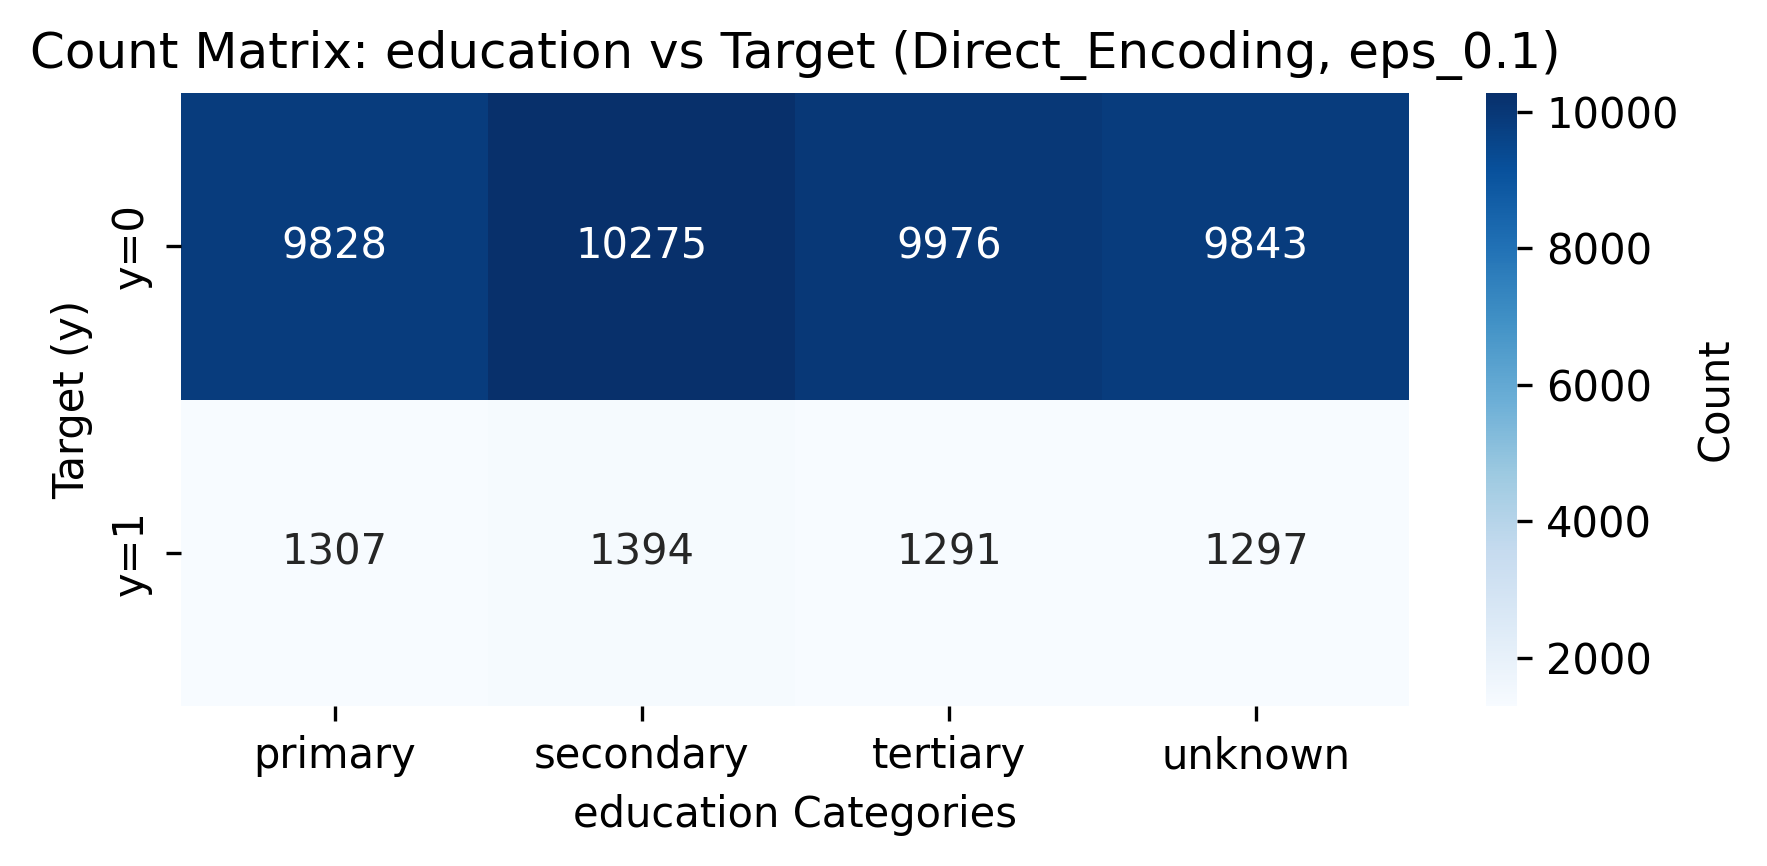 Count Matrix: education vs Target (Direct_Encoding, eps_0.1)
Target (y)
y=0
9828 10275 9976 9843
y=1
1307 1394 1291 1297
primary secondary tertiary unknown
education Categories
10000
8000
6000
4000
2000
Count